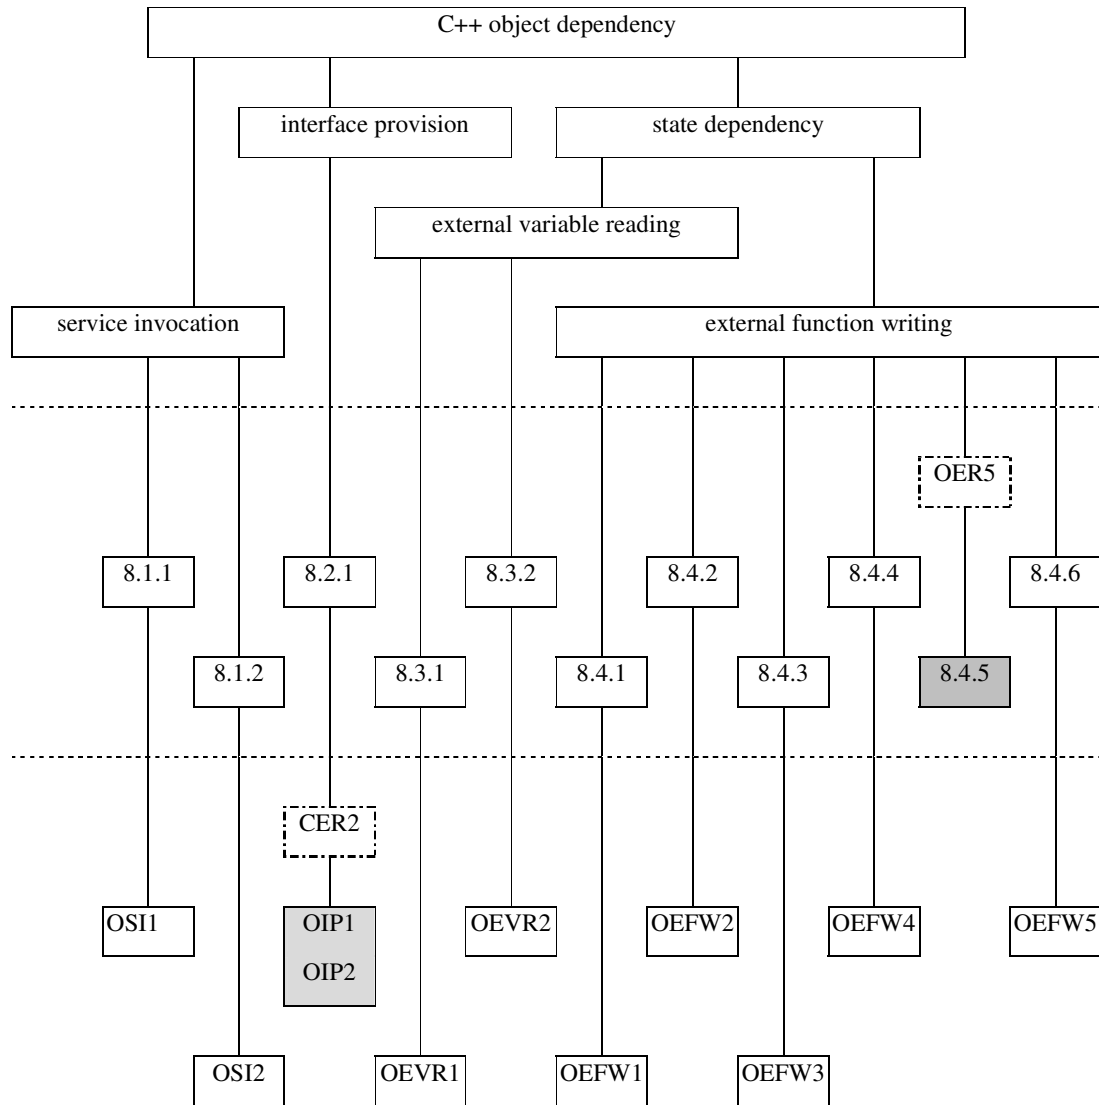 C++ object dependency
interface provision
state dependency
external variable reading
service invocation
external function writing
OER5
8.1.1
8.2.1
8.3.2
8.4.2
8.4.4
8.4.6
8.1.2
8.3.1
8.4.1
8.4.3
8.4.5
CER2
OSI1
OIP1
OEVR2
OEFW2
OEFW4
OEFW5
OIP2
OSI2
OEVR1
OEFW1
OEFW3